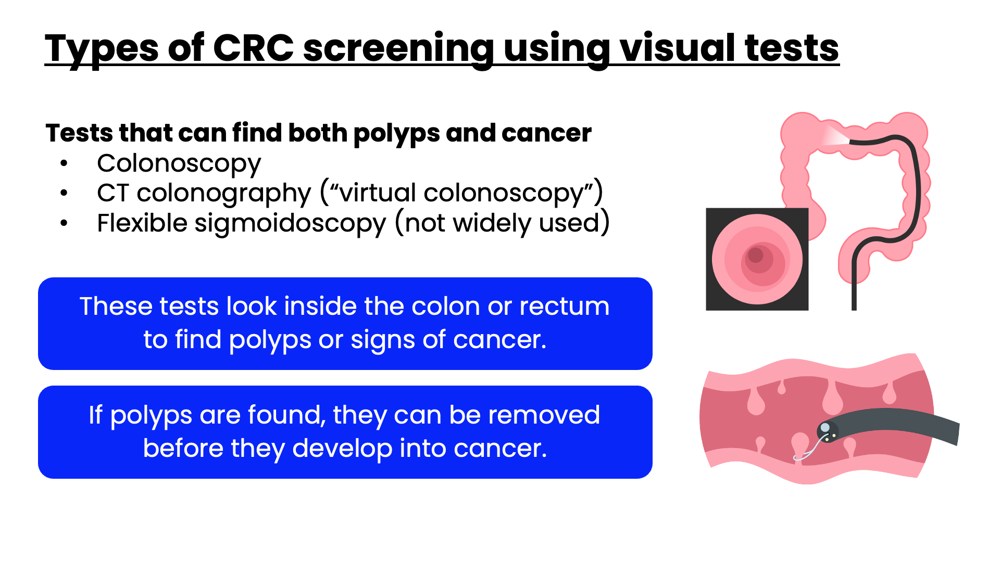 Types of CRC screening using visual tests
Tests that can find both polyps and cancer
• Colonoscopy
• CT colonography (“virtual colonoscopy”)
• Flexible sigmoidoscopy (not widely used)
These tests look inside the colon or rectum
to find polyps or signs of cancer.
If polyps are found, they can be removed
before they develop into cancer.